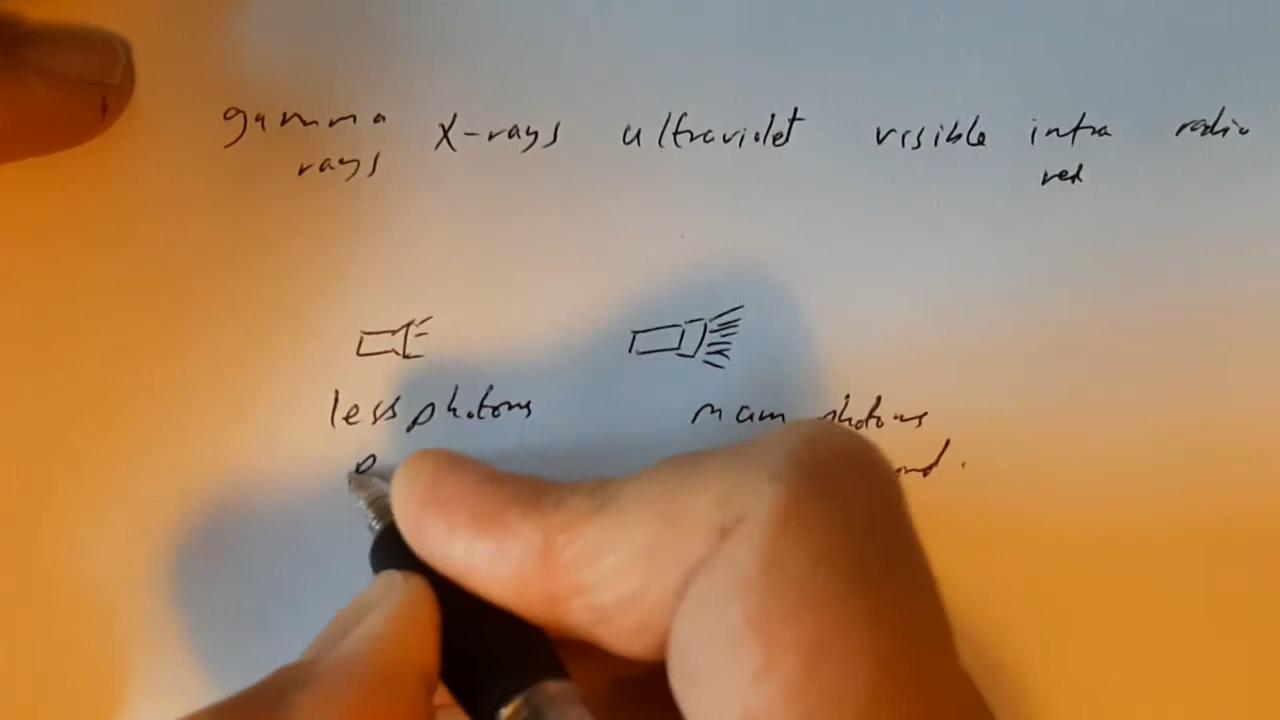 gamma X-rays ultraviolet visible infra radio
rays red
less photons many photons
p